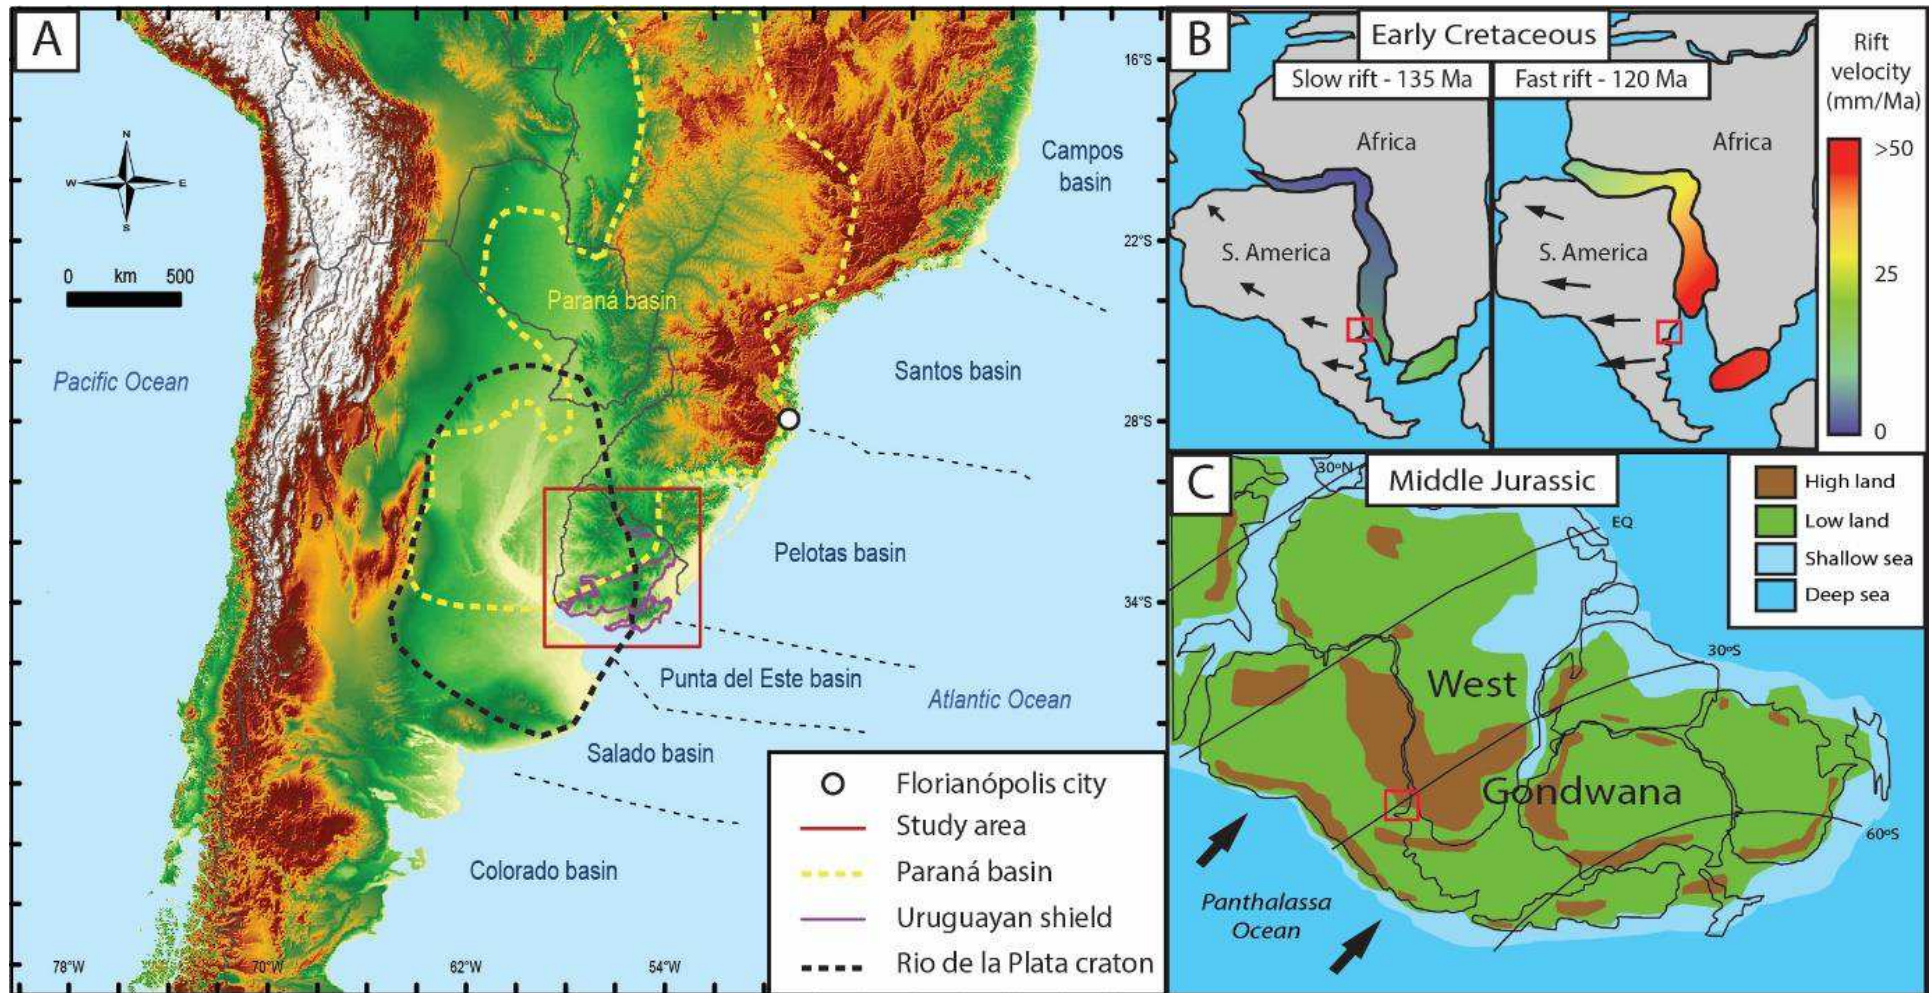 A
N
W
E
S
0 km 500
Pacific Ocean
Paraná basin
Campos
basin
Santos basin
Pelotas basin
Punta del Este basin
Atlantic Ocean
Salado basin
Colorado basin
78°W
70°W
62°W
54°W
16°S
22°S
28°S
34°S
Florianópolis city
Study area
Paraná basin
Uruguayan shield
Rio de la Plata craton
B
Early Cretaceous
Slow rift - 135 Ma
Fast rift - 120 Ma
Africa
S. America
Africa
S. America
Rift
velocity
(mm/Ma)
>50
25
0
C
Middle Jurassic
30°N
EQ
30°S
60°S
West
Gondwana
Panthalassa
Ocean
High land
Low land
Shallow sea
Deep sea